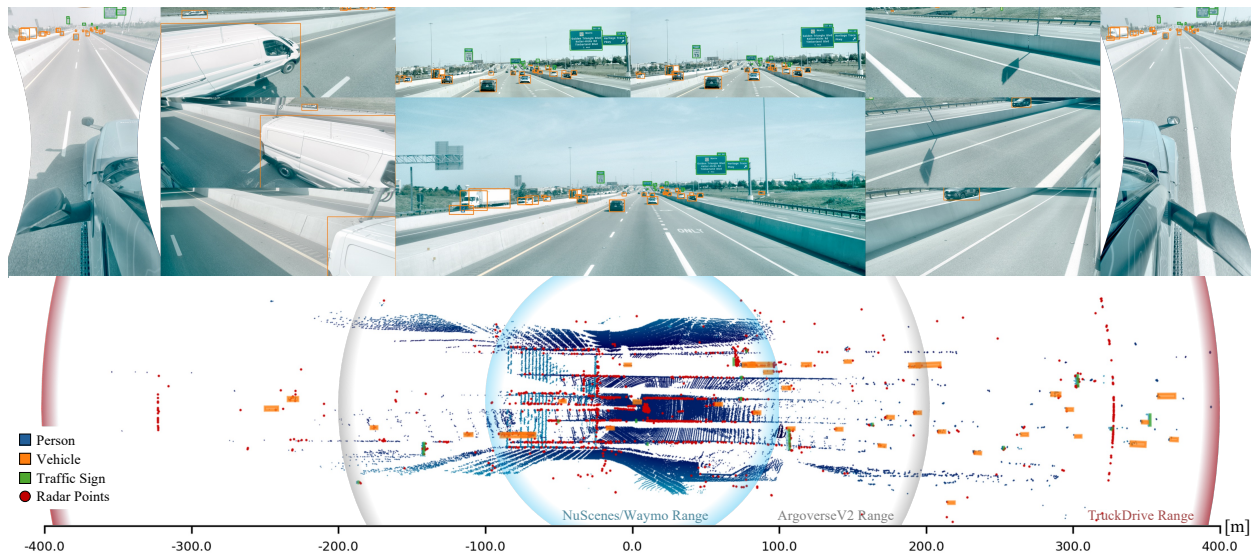 ONLY
Person
Vehicle
Traffic Sign
Radar Points
NuScenes/Waymo Range
ArgoverseV2 Range
TruckDrive Range
[m]
-400.0
-300.0
-200.0
-100.0
0.0
100.0
200.0
300.0
400.0